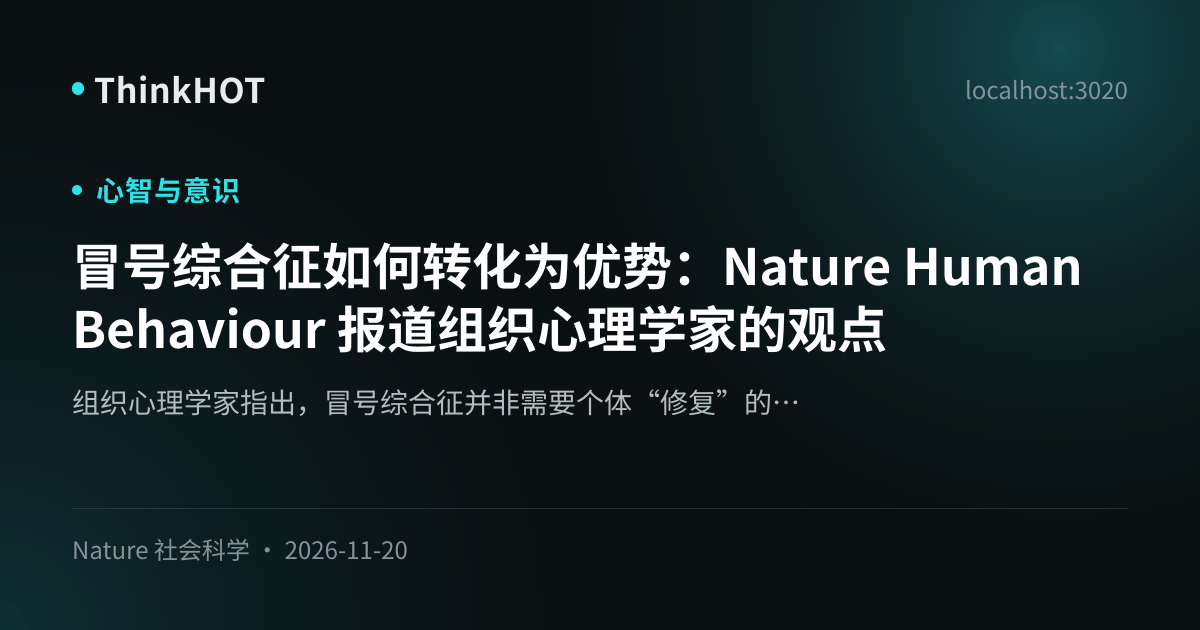 ThinkHOT
localhost:3020
心智与意识
冒号综合征如何转化为优势：Nature Human
Behaviour 报道组织心理学家的观点
组织心理学家指出，冒号综合征并非需要个体“修复”的…
Nature 社会科学 · 2026-11-20